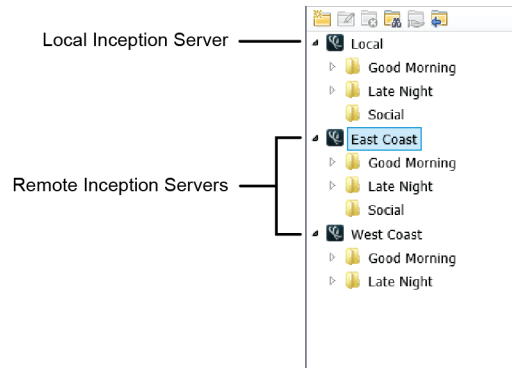 Local Inception Server
Local
Good Morning
Late Night
Social
East Coast
Good Morning
Remote Inception Servers
Late Night
Social
West Coast
Good Morning
Late Night